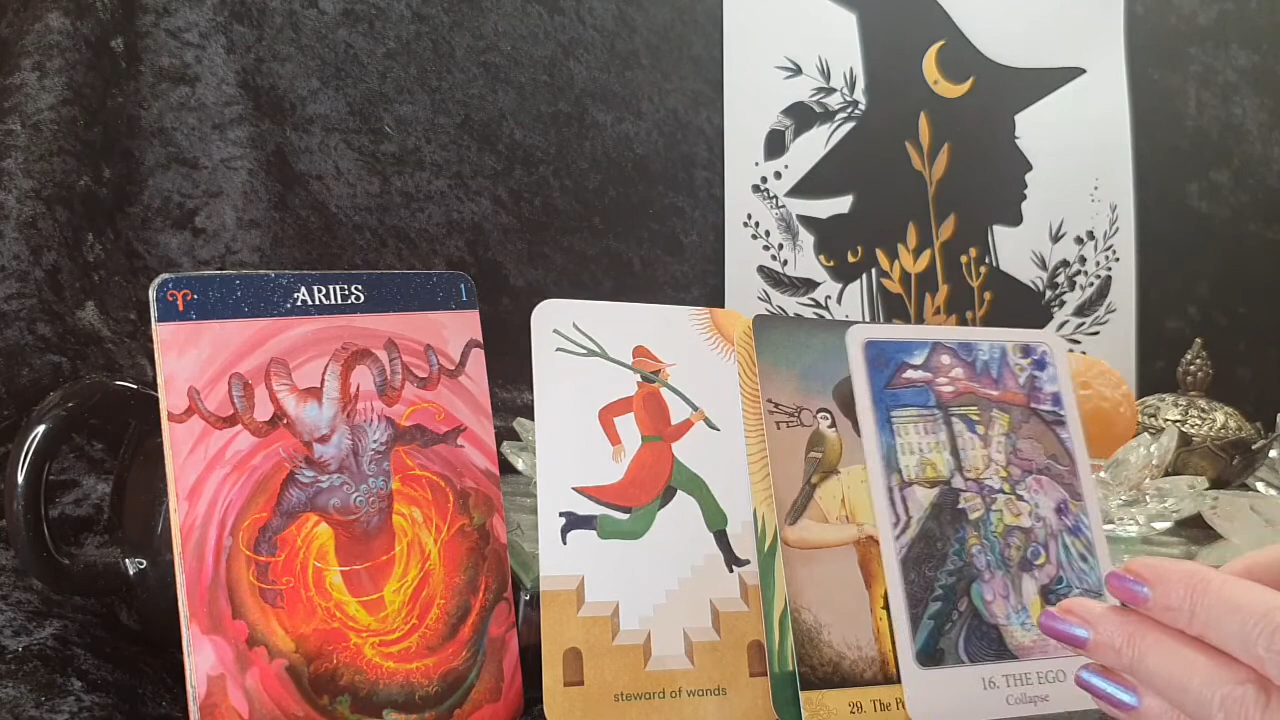 ARIES
1
steward of wands
29. The
16. THE EGO
Collapse